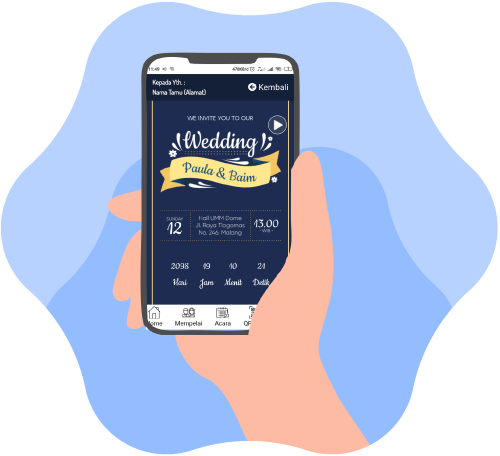 11:49
Kepada Yth. :
Nama Tamu (Alamat)
Kembali
WE INVITE YOU TO OUR
Wedding
Paula & Baim
SUNDAY
12
Hall UMM Dome
Jl. Raya Tlogomas
No. 246, Malang
13.00
- WIB -
2098 19 10 21
Hari Jam Menit Detik
Home Mempelai Acara